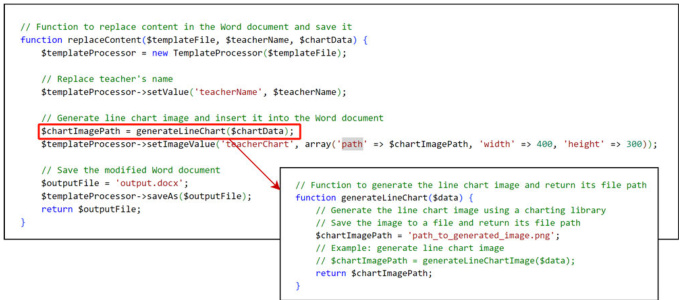 // Function to replace content in the Word document and save it
function replaceContent($templateFile, $teacherName, $chartData) {
    $templateProcessor = new TemplateProcessor($templateFile);
    // Replace teacher's name
    $templateProcessor->setValue('teacherName', $teacherName);
    // Generate line chart image and insert it into the Word document
    $chartImagePath = generateLineChart($chartData);
    $templateProcessor->setImageValue('teacherChart', array('path' => $chartImagePath, 'width' => 400, 'height' => 300));
    // Save the modified Word document
    $outputFile = 'output.docx';
    $templateProcessor->saveAs($outputFile);
    return $outputFile;
}
// Function to generate the line chart image and return its file path
function generateLineChart($data) {
    // Generate the line chart image using a charting library
    // Save the image to a file and return its file path
    $chartImagePath = 'path_to_generated_image.png';
    // Example: generate line chart image
    // $chartImagePath = generateLineChartImage($data);
    return $chartImagePath;
}